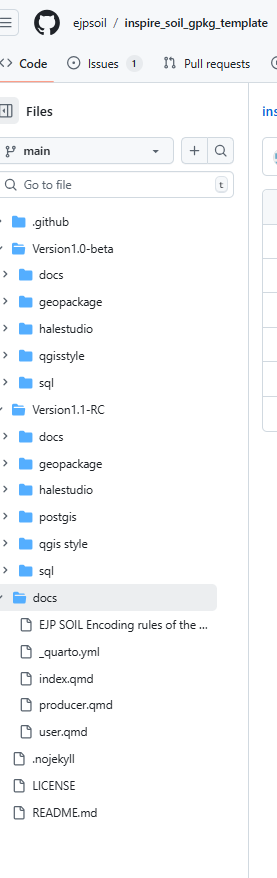 ejpsoil / inspire_soil_gpkg_template
Code Issues 1 Pull requests
Files
main
Go to file t
.github
Version1.0-beta
docs
geopackage
halestudio
qgisstyle
sql
Version1.1-RC
docs
geopackage
halestudio
postgis
qgis style
sql
docs
EJP SOIL Encoding rules of the ...
_quarto.yml
index.qmd
producer.qmd
user.qmd
.nojekyll
LICENSE
README.md